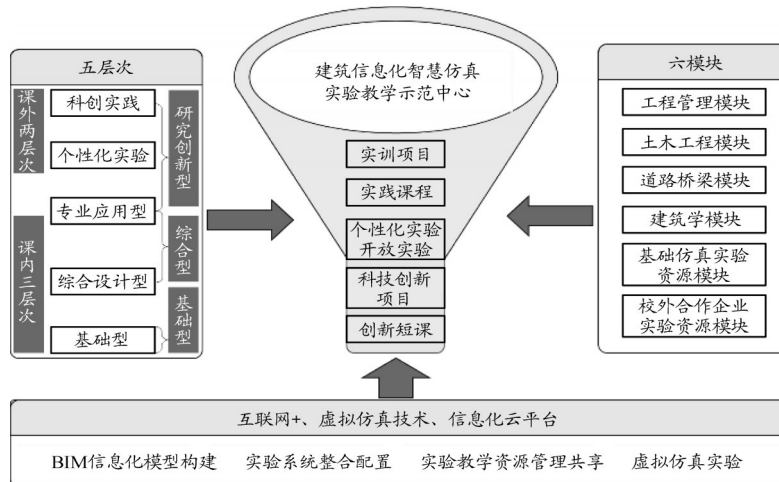 五层次
课外两层次
课内三层次
科创实践
个性化实验
专业应用型
综合设计型
基础型
研究创新型
综合型
基础型
建筑信息化智慧仿真
实验教学示范中心
实训项目
实践课程
个性化实验
开放实验
科技创新
项目
创新短课
六模块
工程管理模块
土木工程模块
道路桥梁模块
建筑学模块
基础仿真实验
资源模块
校外合作企业
实验资源模块
互联网+、虚拟仿真技术、信息化云平台
BIM信息化模型构建 实验系统整合配置 实验教学资源管理共享 虚拟仿真实验